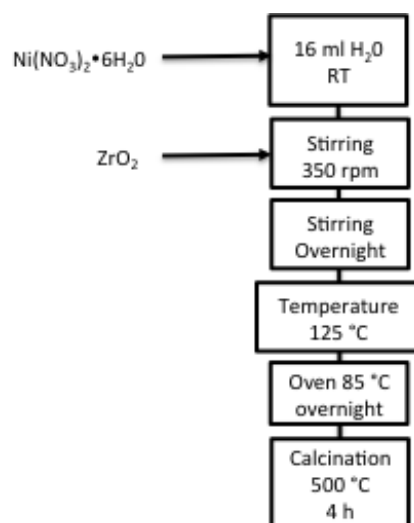 Ni(NO₃)₂•6H₂0
16 ml H₂0
RT
ZrO₂
Stirring
350 rpm
Stirring
Overnight
Temperature
125 °C
Oven 85 °C
overnight
Calcination
500 °C
4 h